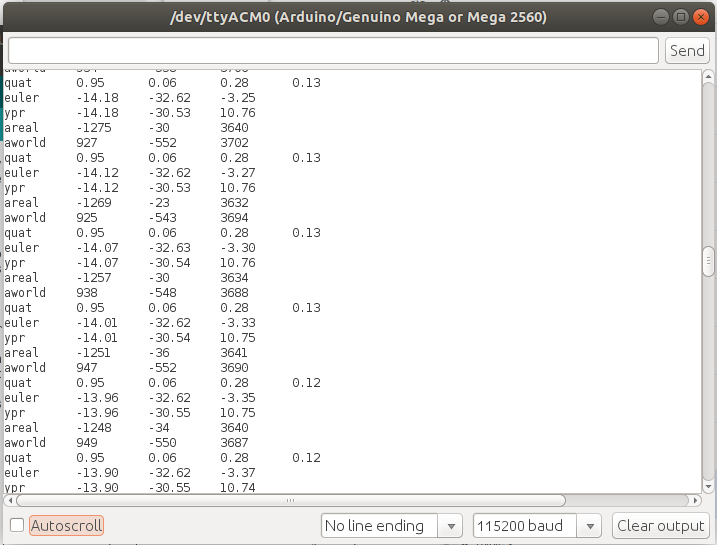 /dev/ttyACM0 (Arduino/Genuino Mega or Mega 2560)
Send
quat 0.95 0.06 0.28 0.13
euler -14.18 -32.62 -3.25
ypr -14.18 -30.53 10.76
areal -1275 -30 3640
aworld 927 -552 3702
quat 0.95 0.06 0.28 0.13
euler -14.12 -32.62 -3.27
ypr -14.12 -30.53 10.76
areal -1269 -23 3632
aworld 925 -543 3694
quat 0.95 0.06 0.28 0.13
euler -14.07 -32.63 -3.30
ypr -14.07 -30.54 10.76
areal -1257 -30 3634
aworld 938 -548 3688
quat 0.95 0.06 0.28 0.13
euler -14.01 -32.62 -3.33
ypr -14.01 -30.54 10.75
areal -1251 -36 3641
aworld 947 -552 3690
quat 0.95 0.06 0.28 0.12
euler -13.96 -32.62 -3.35
ypr -13.96 -30.55 10.75
areal -1248 -34 3640
aworld 949 -550 3687
quat 0.95 0.06 0.28 0.12
euler -13.90 -32.62 -3.37
ypr -13.90 -30.55 10.74
Autoscroll
No line ending
115200 baud
Clear output